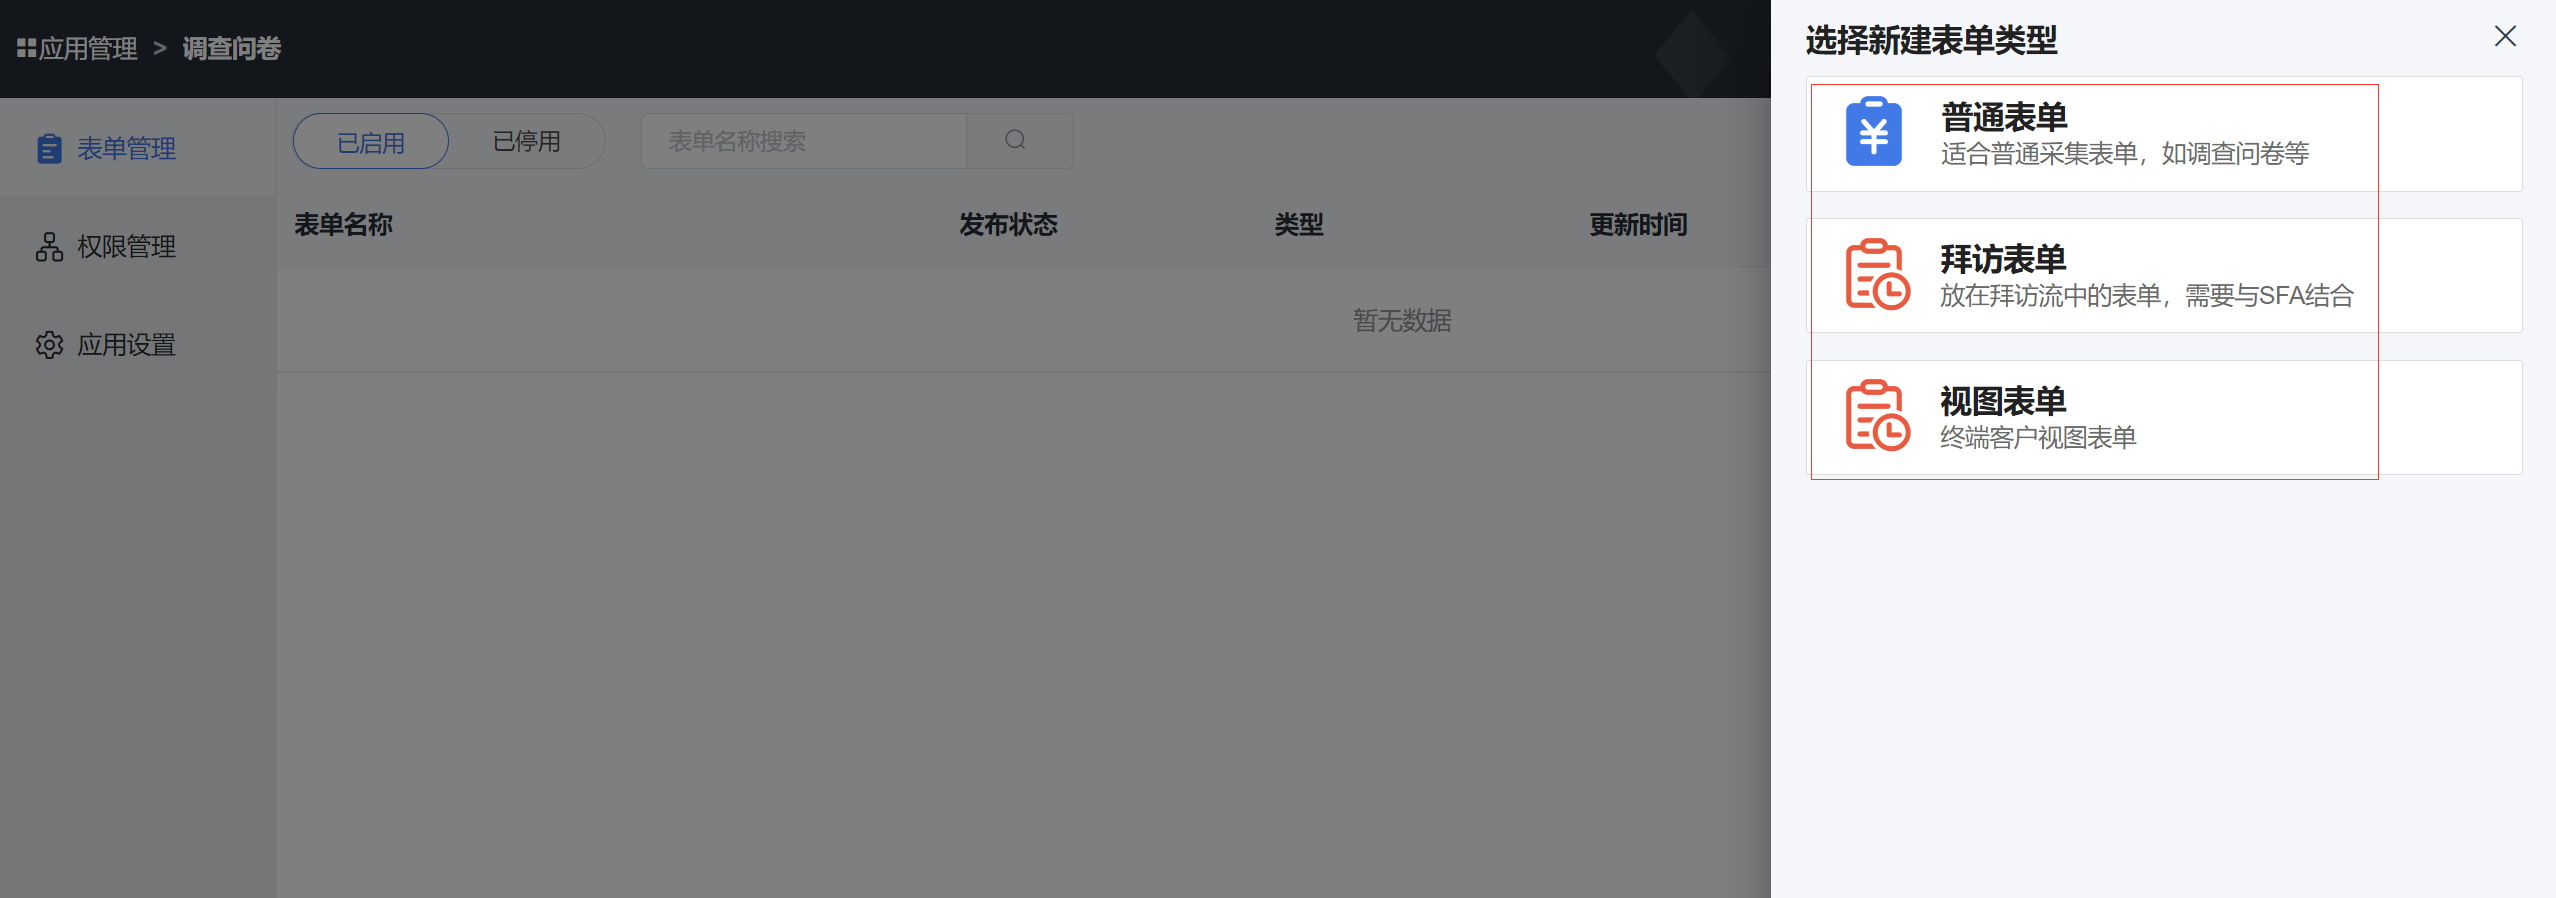 应用管理 > 调查问卷
表单管理
权限管理
应用设置
已启用 已停用 表单名称搜索
表单名称 发布状态 类型 更新时间
暂无数据
选择新建表单类型
普通表单
适合普通采集表单，如调查问卷等
拜访表单
放在拜访流中的表单，需要与SFA结合
视图表单
终端客户视图表单